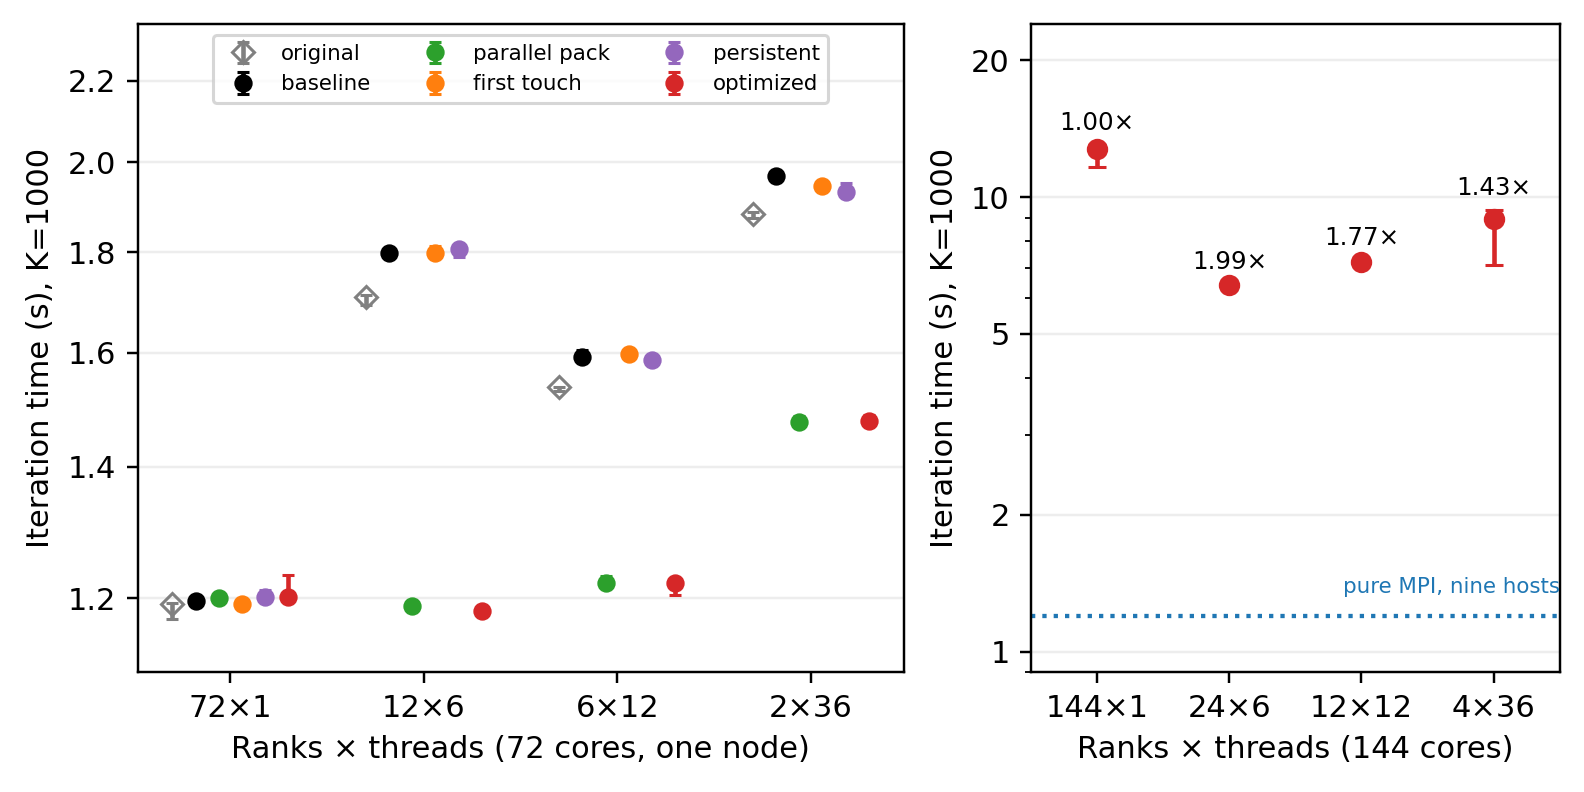 original
baseline
parallel pack
first touch
persistent
optimized
Iteration time (s), K=1000
2.2
2.0
1.8
1.6
1.4
1.2
72×1
12×6
6×12
2×36
Ranks × threads (72 cores, one node)
Iteration time (s), K=1000
20
10
5
2
1
1.00×
1.99×
1.77×
1.43×
pure MPI, nine hosts
144×1
24×6
12×12
4×36
Ranks × threads (144 cores)